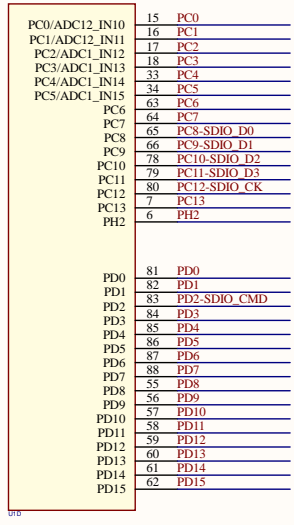 PC0/ADC12_IN10 15 PC0
PC1/ADC12_IN11 16 PC1
PC2/ADC1_IN12 17 PC2
PC3/ADC1_IN13 18 PC3
PC4/ADC1_IN14 33 PC4
PC5/ADC1_IN15 34 PC5
PC6 63 PC6
PC7 64 PC7
PC8 65 PC8-SDIO_D0
PC9 66 PC9-SDIO_D1
PC10 78 PC10-SDIO_D2
PC11 79 PC11-SDIO_D3
PC12 80 PC12-SDIO_CK
PC13 7 PC13
PH2 6 PH2
PD0 81 PD0
PD1 82 PD1
PD2 83 PD2-SDIO_CMD
PD3 84 PD3
PD4 85 PD4
PD5 86 PD5
PD6 87 PD6
PD7 88 PD7
PD8 55 PD8
PD9 56 PD9
PD10 57 PD10
PD11 58 PD11
PD12 59 PD12
PD13 60 PD13
PD14 61 PD14
PD15 62 PD15
U1D